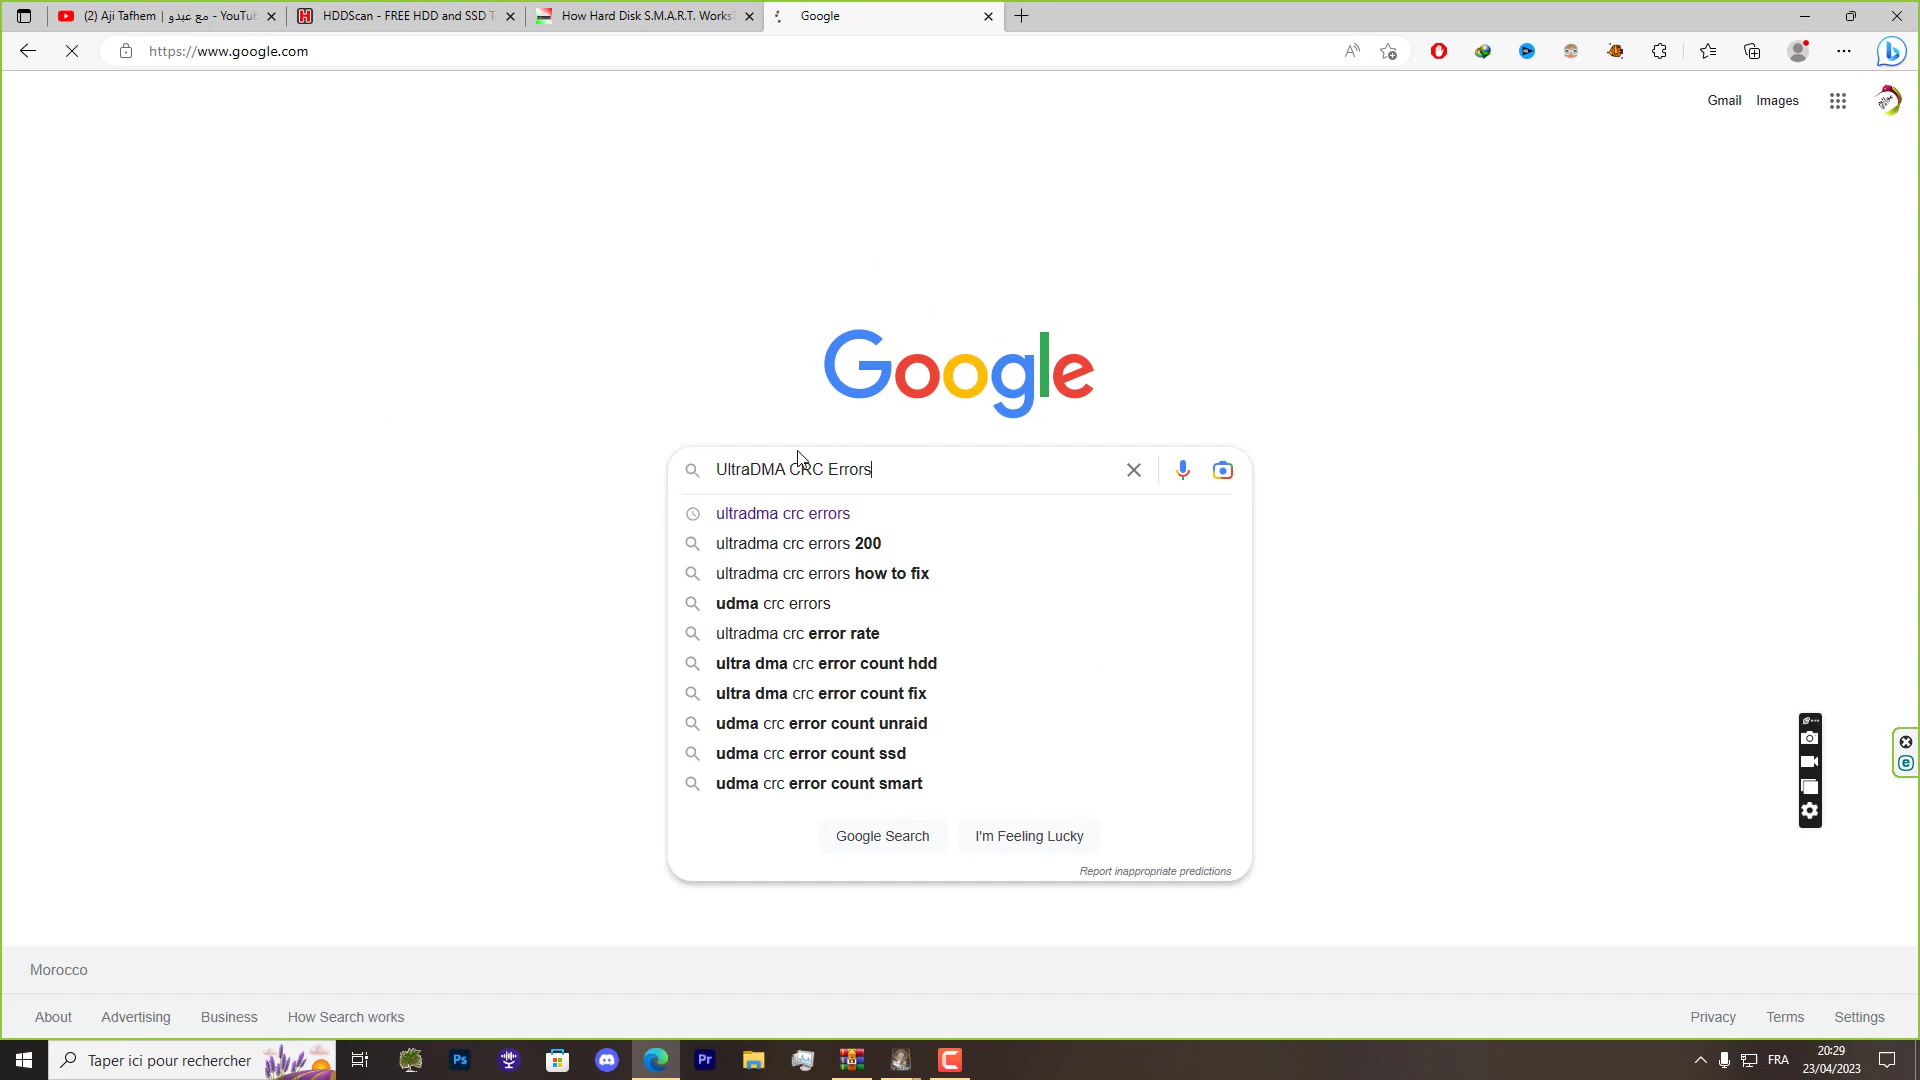 (2) Aji Tafhem | مع عبدو - YouTub
HDDScan - FREE HDD and SSD T
How Hard Disk S.M.A.R.T. Works?
Google
https://www.google.com
Gmail
Images
Google
UltraDMA CRC Errors
ultradma crc errors
ultradma crc errors 200
ultradma crc errors how to fix
udma crc errors
ultradma crc error rate
ultra dma crc error count hdd
ultra dma crc error count fix
udma crc error count unraid
udma crc error count ssd
udma crc error count smart
Google Search
I'm Feeling Lucky
Report inappropriate predictions
Morocco
About
Advertising
Business
How Search works
Privacy
Terms
Settings
Taper ici pour rechercher
Ps
Pr
FRA
20:29
23/04/2023